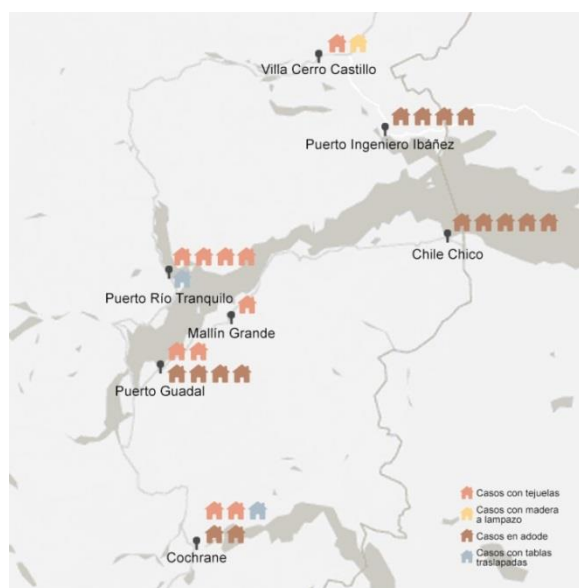 Villa Cerro Castillo
Puerto Ingeniero Ibáñez
Chile Chico
Puerto Río Tranquilo
Mallín Grande
Puerto Guadal
Cochrane
Casos con tejuelas
Casos con madera
a lampazo
Casos en adode
Casos con tablas
traslapadas